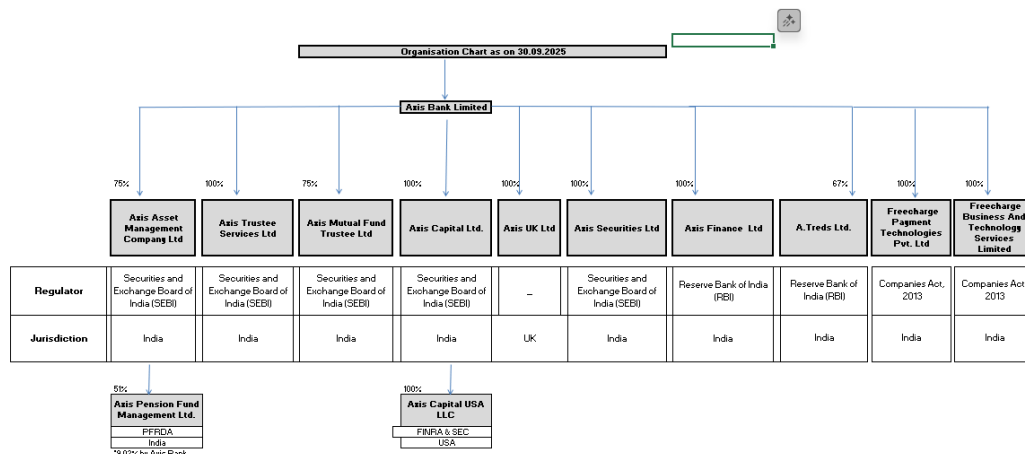 Organisation Chart as on 30.09.2025
Axis Bank Limited
75%
100%
75%
100%
100%
100%
100%
67%
100%
100%
Axis Asset
Management
Company Ltd
Axis Trustee
Services Ltd
Axis Mutual Fund
Trustee Ltd
Axis Capital Ltd.
Axis UK Ltd
Axis Securities Ltd
Axis Finance Ltd
A.Treds Ltd.
Freecharge
Payment
Technologies
Pvt. Ltd
Freecharge
Business And
Technology
Services
Limited
Regulator
Securities and
Exchange Board of
India (SEBI)
Securities and
Exchange Board of
India (SEBI)
Securities and
Exchange Board of
India (SEBI)
Securities and
Exchange Board of
India (SEBI)
_
Securities and
Exchange Board of
India (SEBI)
Reserve Bank of India
(RBI)
Reserve Bank of
India (RBI)
Companies Act,
2013
Companies Act,
2013
Jurisdiction
India
India
India
India
UK
India
India
India
India
India
51%
Axis Pension Fund
Management Ltd.
PFRDA
India
*9.02% by Axis Bank
100%
Axis Capital USA
LLC
FINRA & SEC
USA